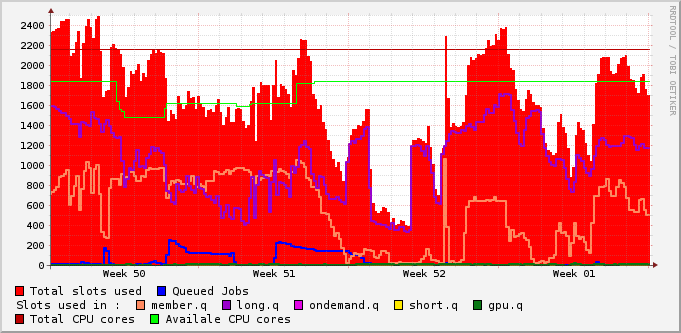 2400
2200
2000
1800
1600
1400
1200
1000
800
600
400
200
0
Week 50 Week 51 Week 52 Week 01
RRDTOOL / TOBI OETIKER
Total slots used Queued Jobs
Slots used in : member.q long.q ondemand.q short.q gpu.q
Total CPU cores Availale CPU cores